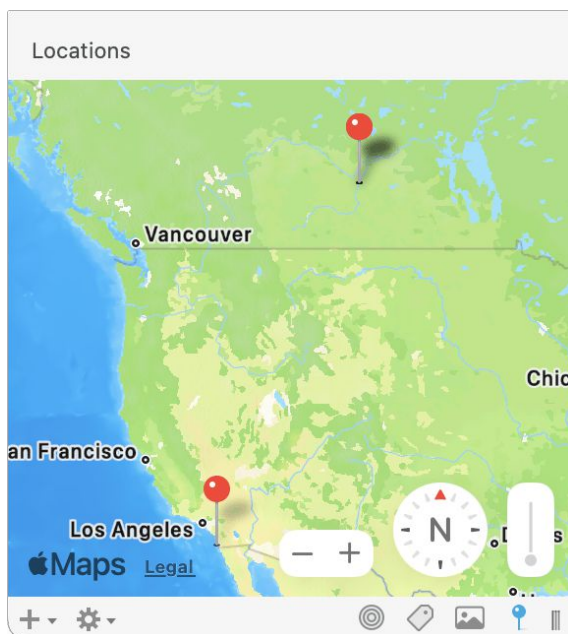 Locations
Vancouver
Chic
an Francisco
Los Angeles
N
D s
Maps Legal